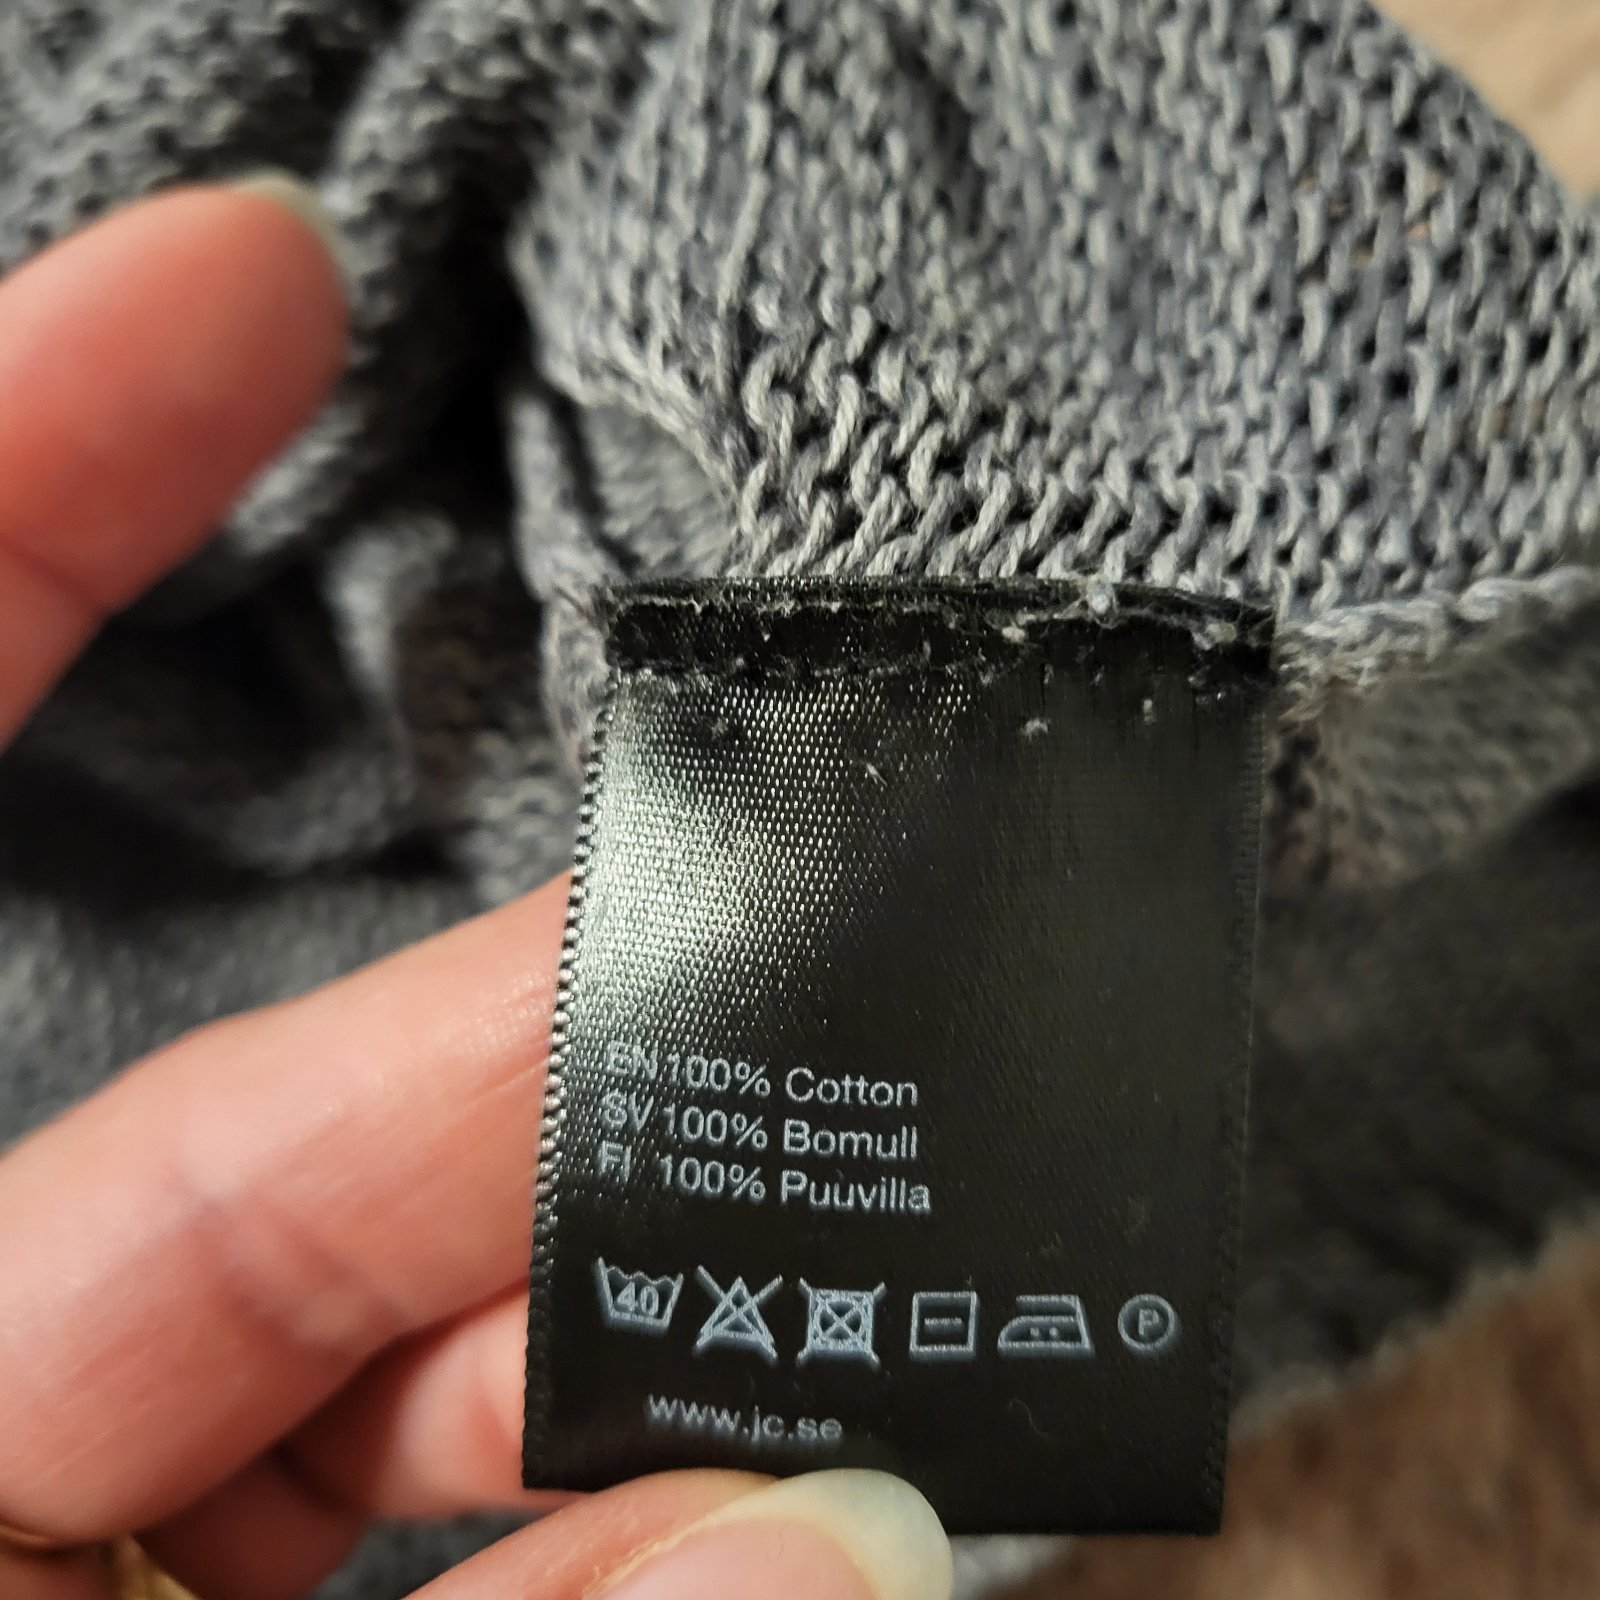 EN 100% Cotton
SV 100% Bomull
FI 100% Puuvilla
40 P
www.jc.se